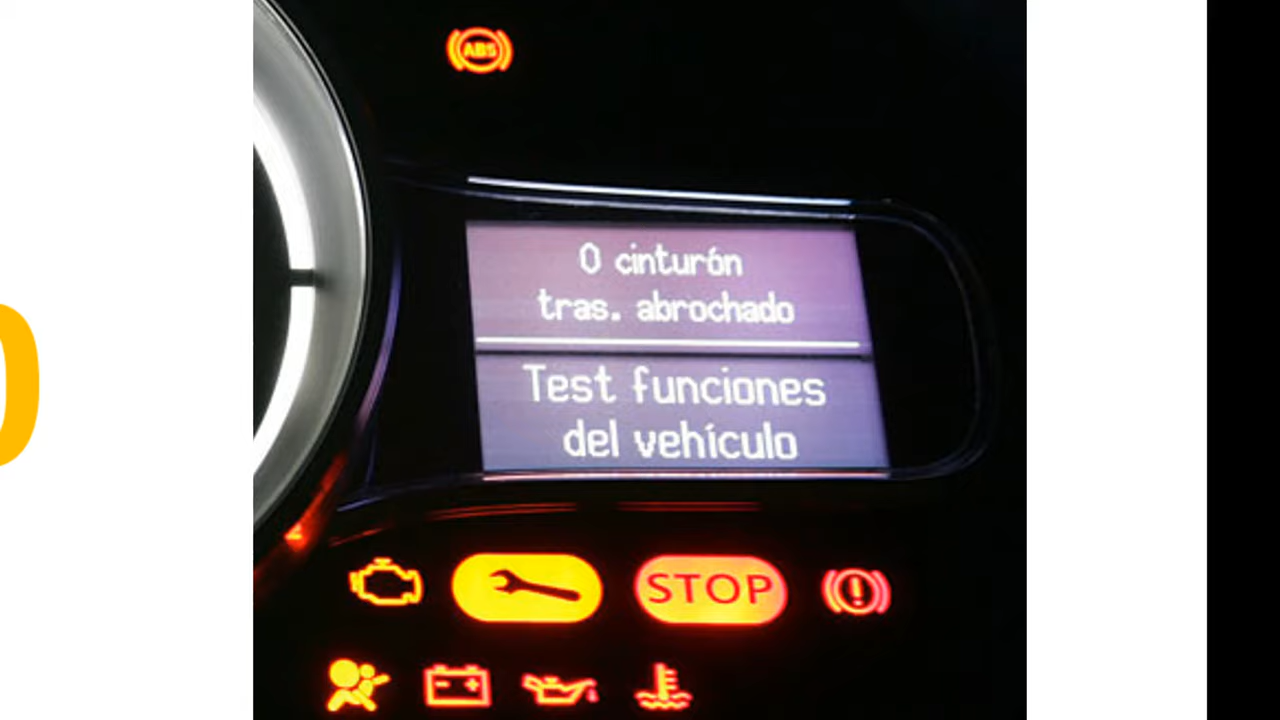 ABS
0 cinturón
tras. abrochado
Test funciones
del vehículo
STOP